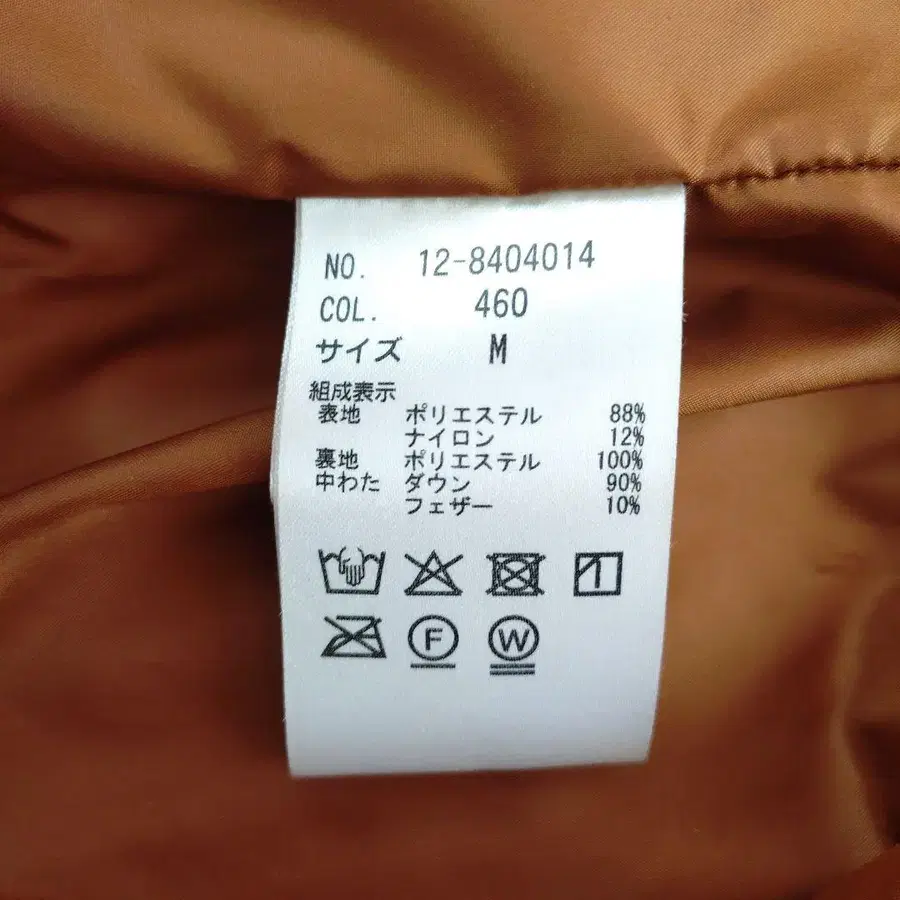 NO. 12-8404014
COL. 460
サイズ M
組成表示
表地 ポリエステル 88%
ナイロン 12%
裏地 ポリエステル 100%
中わた ダウン 90%
フェザー 10%
F W